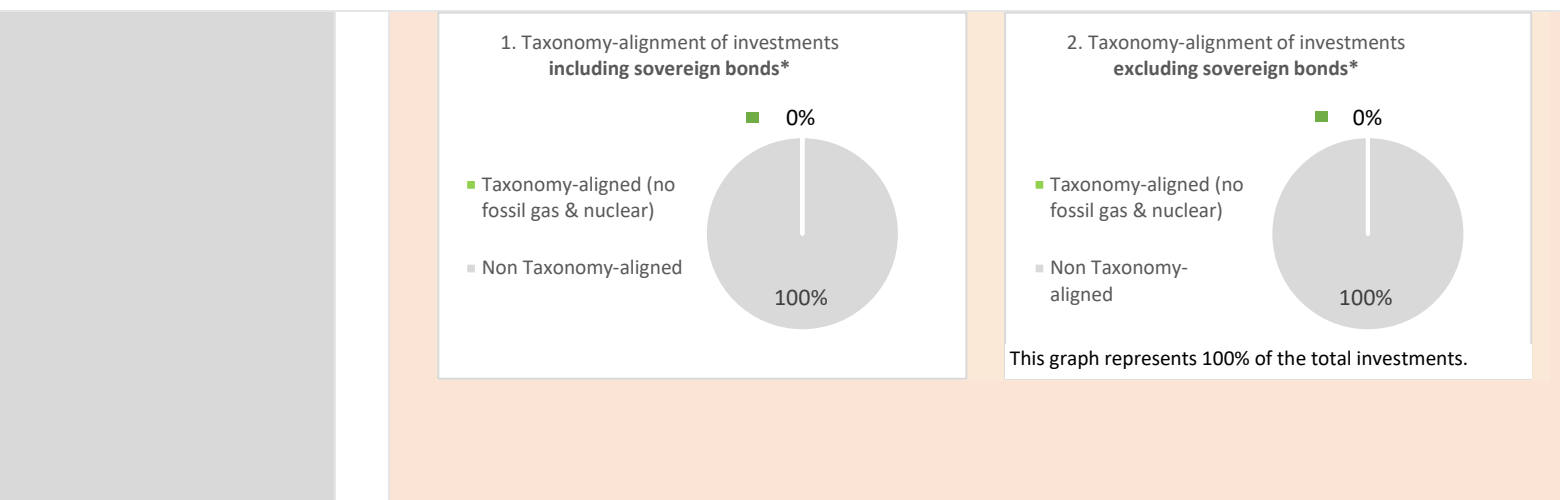 1. Taxonomy-alignment of investments
including sovereign bonds*
0%
Taxonomy-aligned (no
fossil gas & nuclear)
Non Taxonomy-aligned
100%
2. Taxonomy-alignment of investments
excluding sovereign bonds*
0%
Taxonomy-aligned (no
fossil gas & nuclear)
Non Taxonomy-
aligned
100%
This graph represents 100% of the total investments.